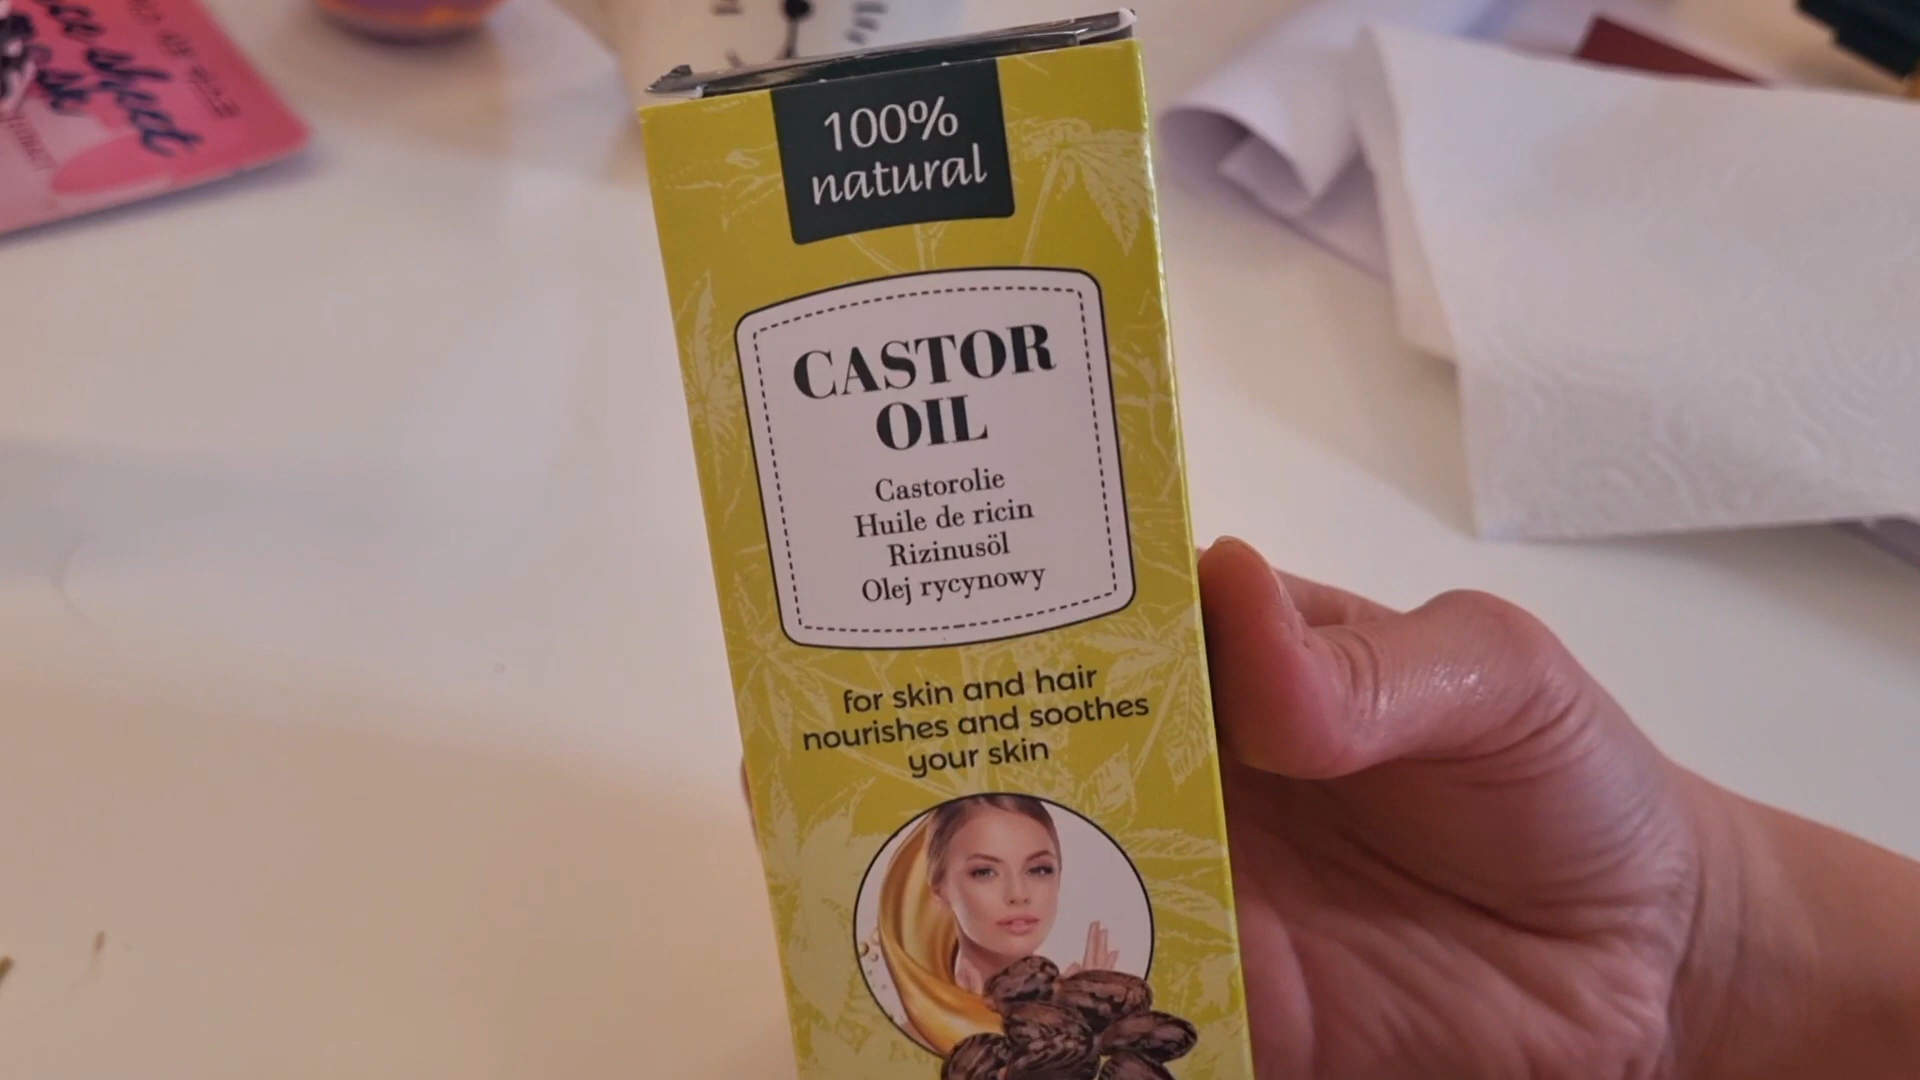 100%
natural
CASTOR
OIL
Castorolie
Huile de ricin
Rizinusöl
Olej rycynowy
for skin and hair
nourishes and soothes
your skin
sheet